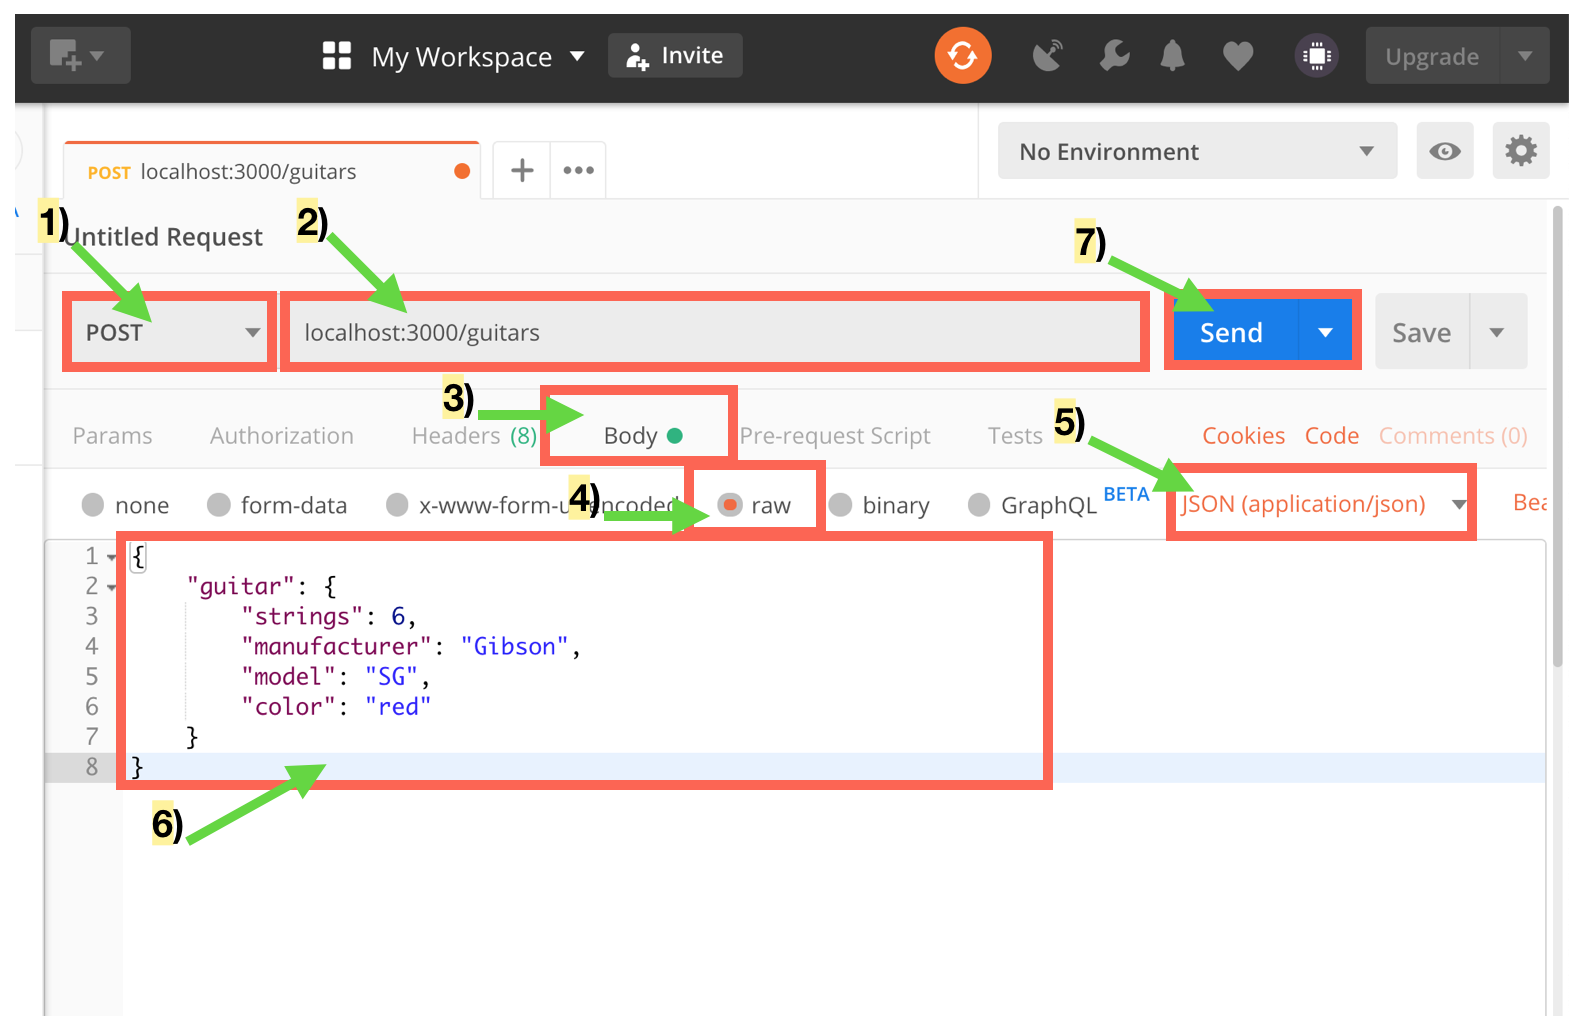 My Workspace Invite Upgrade
POST localhost:3000/guitars
No Environment
1) 2)
Untitled Request
7)
POST localhost:3000/guitars Send Save
3) 5)
Params Authorization Headers (8) Body Pre-request Script Tests Cookies Code Comments (0)
4)
none form-data x-www-form-u encoded raw binary GraphQL BETA JSON (application/json) Bea
1 {
2 "guitar": {
3 "strings": 6,
4 "manufacturer": "Gibson",
5 "model": "SG",
6 "color": "red"
7 }
8 }
6)